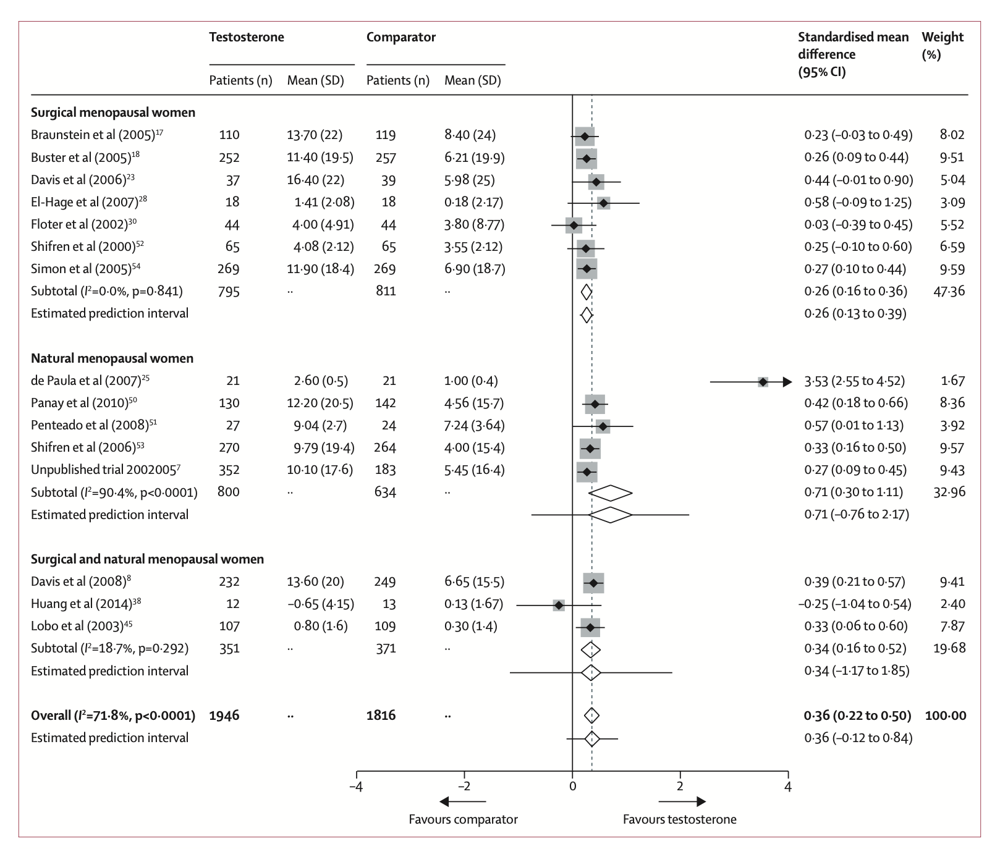 Testosterone Comparator Standardised mean difference (95% CI) Weight (%)
Patients (n) Mean (SD) Patients (n) Mean (SD)
Surgical menopausal women
Braunstein et al (2005)17 110 13·70 (22) 119 8·40 (24) 0·23 (–0·03 to 0·49) 8·02
Buster et al (2005)18 252 11·40 (19·5) 257 6·21 (19·9) 0·26 (0·09 to 0·44) 9·51
Davis et al (2006)23 37 16·40 (22) 39 5·98 (25) 0·44 (–0·01 to 0·90) 5·04
El-Hage et al (2007)28 18 1·41 (2·08) 18 0·18 (2·17) 0·58 (–0·09 to 1·25) 3·09
Floter et al (2002)30 44 4·00 (4·91) 44 3·80 (8·77) 0·03 (–0·39 to 0·45) 5·52
Shifren et al (2000)52 65 4·08 (2·12) 65 3·55 (2·12) 0·25 (–0·10 to 0·60) 6·59
Simon et al (2005)54 269 11·90 (18·4) 269 6·90 (18·7) 0·27 (0·10 to 0·44) 9·59
Subtotal (I2=0·0%, p=0·841) 795 ·· 811 ·· 0·26 (0·16 to 0·36) 47·36
Estimated prediction interval 0·26 (0·13 to 0·39)
Natural menopausal women
de Paula et al (2007)25 21 2·60 (0·5) 21 1·00 (0·4) 3·53 (2·55 to 4·52) 1·67
Panay et al (2010)50 130 12·20 (20·5) 142 4·56 (15·7) 0·42 (0·18 to 0·66) 8·36
Penteado et al (2008)51 27 9·04 (2·7) 24 7·24 (3·64) 0·57 (0·01 to 1·13) 3·92
Shifren et al (2006)53 270 9·79 (19·4) 264 4·00 (15·4) 0·33 (0·16 to 0·50) 9·57
Unpublished trial 20020057 352 10·10 (17·6) 183 5·45 (16·4) 0·27 (0·09 to 0·45) 9·43
Subtotal (I2=90·4%, p<0·0001) 800 ·· 634 ·· 0·71 (0·30 to 1·11) 32·96
Estimated prediction interval 0·71 (–0·76 to 2·17)
Surgical and natural menopausal women
Davis et al (2008)8 232 13·60 (20) 249 6·65 (15·5) 0·39 (0·21 to 0·57) 9·41
Huang et al (2014)38 12 –0·65 (4·15) 13 0·13 (1·67) –0·25 (–1·04 to 0·54) 2·40
Lobo et al (2003)45 107 0·80 (1·6) 109 0·30 (1·4) 0·33 (0·06 to 0·60) 7·87
Subtotal (I2=18·7%, p=0·292) 351 ·· 371 ·· 0·34 (0·16 to 0·52) 19·68
Estimated prediction interval 0·34 (–1·17 to 1·85)
Overall (I2=71·8%, p<0·0001) 1946 ·· 1816 ·· 0·36 (0·22 to 0·50) 100·00
Estimated prediction interval 0·36 (–0·12 to 0·84)
–4 –2 0 2 4
Favours comparator Favours testosterone